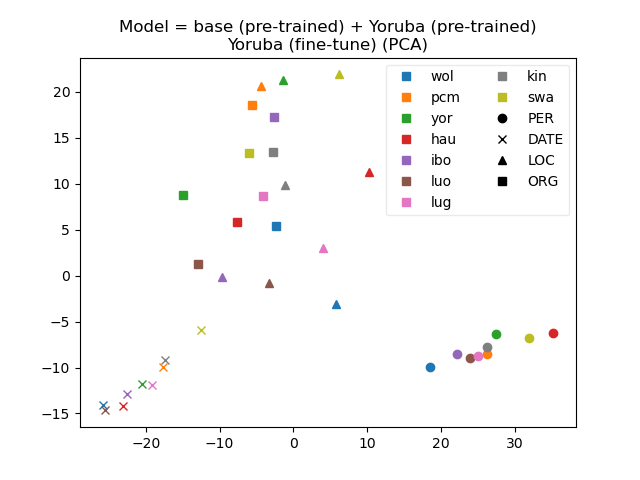 Model = base (pre-trained) + Yoruba (pre-trained)
Yoruba (fine-tune) (PCA)
wol
pcm
yor
hau
ibo
luo
lug
kin
swa
PER
DATE
LOC
ORG
20
15
10
5
0
−5
−10
−15
−20
−10
0
10
20
30